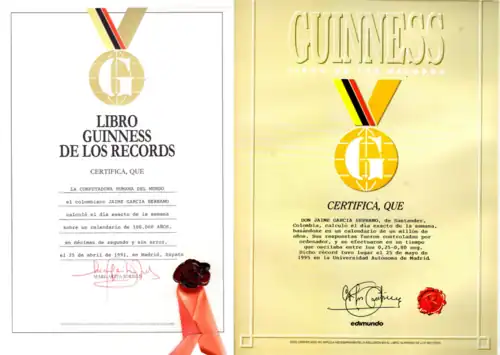 LIBRO
GUINNESS
DE LOS RECORDS
CERTIFICA, QUE
LA COMPUTADORA HUMANA DEL MUNDO
el colombiano JAIME GARCIA SERRANO
calculó el día exacto de la semana
sobre un calendario de 100.000 AÑOS,
en décimas de segundo y sin error,
el 25 de abril de 1991, en Madrid, España
GUINNESS
CERTIFICA, QUE
DON JAIME GARCIA SERRANO, de Santander,
Colombia, calculó el día exacto de la semana,
basándose en un calendario de un millón de
años. Sus respuestas fueron controladas por
ordenador, y se efectuaron en un tiempo
que oscilaba entre los 0,25-0,80 seg.
Dicho récord tuvo lugar el 25 de mayo de
1995 en la Universidad Autónoma de Madrid
edimundo